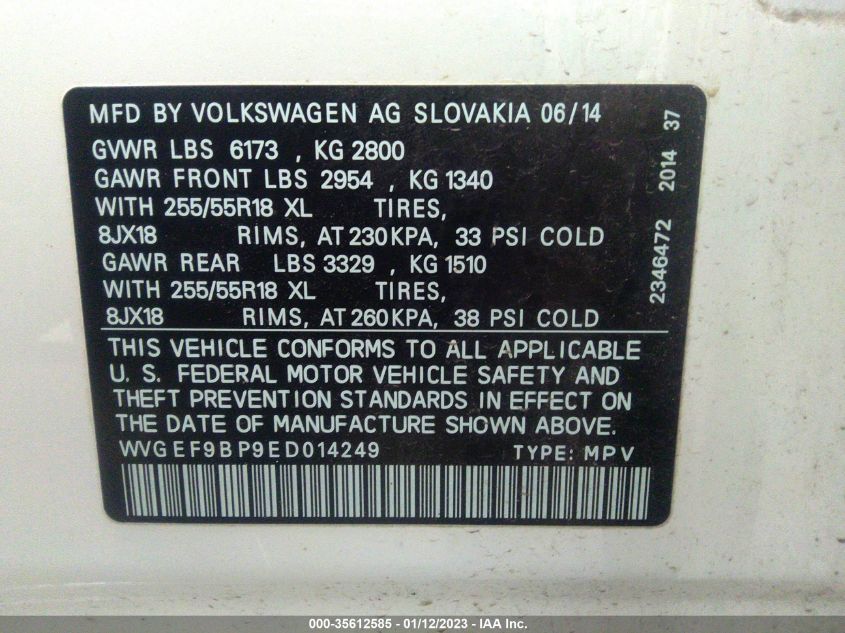 MFD BY VOLKSWAGEN AG SLOVAKIA 06/14
GVWR LBS 6173 , KG 2800
GAWR FRONT LBS 2954 , KG 1340
WITH 255/55R18 XL TIRES,
8JX18 RIMS, AT 230 KPA, 33 PSI COLD
GAWR REAR LBS 3329 , KG 1510
WITH 255/55R18 XL TIRES,
8JX18 RIMS, AT 260 KPA, 38 PSI COLD
THIS VEHICLE CONFORMS TO ALL APPLICABLE
U. S. FEDERAL MOTOR VEHICLE SAFETY AND
THEFT PREVENTION STANDARDS IN EFFECT ON
THE DATE OF MANUFACTURE SHOWN ABOVE.
WVGEF9BP9ED014249 TYPE: MPV
2346472 2014 37
000-35612585 - 01/12/2023 - IAA Inc.